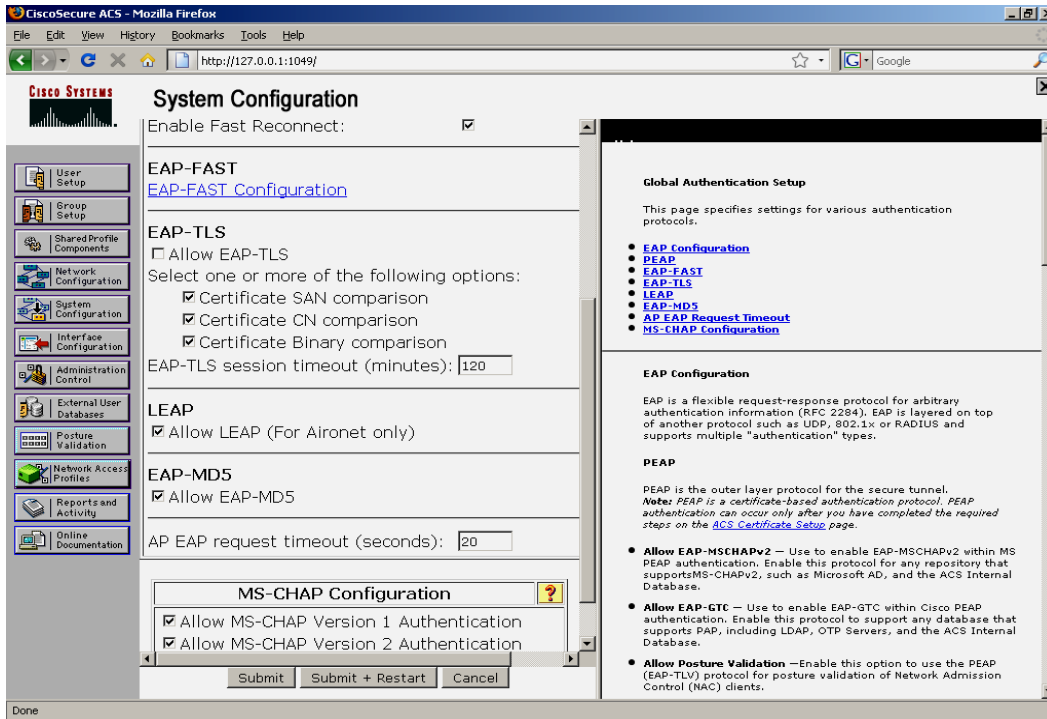 CiscoSecure ACS - Mozilla Firefox
File Edit View History Bookmarks Tools Help
http://127.0.0.1:1049/
G Google
CISCO SYSTEMS
System Configuration
User Setup
Group Setup
Shared Profile Components
Network Configuration
System Configuration
Interface Configuration
Administration Control
External User Databases
Posture Validation
Network Access Profiles
Reports and Activity
Online Documentation
Enable Fast Reconnect:
EAP-FAST
EAP-FAST Configuration
EAP-TLS
Allow EAP-TLS
Select one or more of the following options:
Certificate SAN comparison
Certificate CN comparison
Certificate Binary comparison
EAP-TLS session timeout (minutes): 120
LEAP
Allow LEAP (For Aironet only)
EAP-MD5
Allow EAP-MD5
AP EAP request timeout (seconds): 20
MS-CHAP Configuration ?
Allow MS-CHAP Version 1 Authentication
Allow MS-CHAP Version 2 Authentication
Submit Submit + Restart Cancel
Global Authentication Setup
This page specifies settings for various authentication
protocols.
EAP Configuration
PEAP
EAP-FAST
EAP-TLS
LEAP
EAP-MD5
AP EAP Request Timeout
MS-CHAP Configuration
EAP Configuration
EAP is a flexible request-response protocol for arbitrary
authentication information (RFC 2284). EAP is layered on top
of another protocol such as UDP, 802.1x or RADIUS and
supports multiple "authentication" types.
PEAP
PEAP is the outer layer protocol for the secure tunnel.
Note: PEAP is a certificate-based authentication protocol. PEAP
authentication can occur only after you have completed the required
steps on the ACS Certificate Setup page.
Allow EAP-MSCHAPv2 — Use to enable EAP-MSCHAPv2 within MS
PEAP authentication. Enable this protocol for any repository that
supportsMS-CHAPv2, such as Microsoft AD, and the ACS Internal
Database.
Allow EAP-GTC — Use to enable EAP-GTC within Cisco PEAP
authentication. Enable this protocol to support any database that
supports PAP, including LDAP, OTP Servers, and the ACS Internal
Database.
Allow Posture Validation —Enable this option to use the PEAP
(EAP-TLV) protocol for posture validation of Network Admission
Control (NAC) clients.
Done